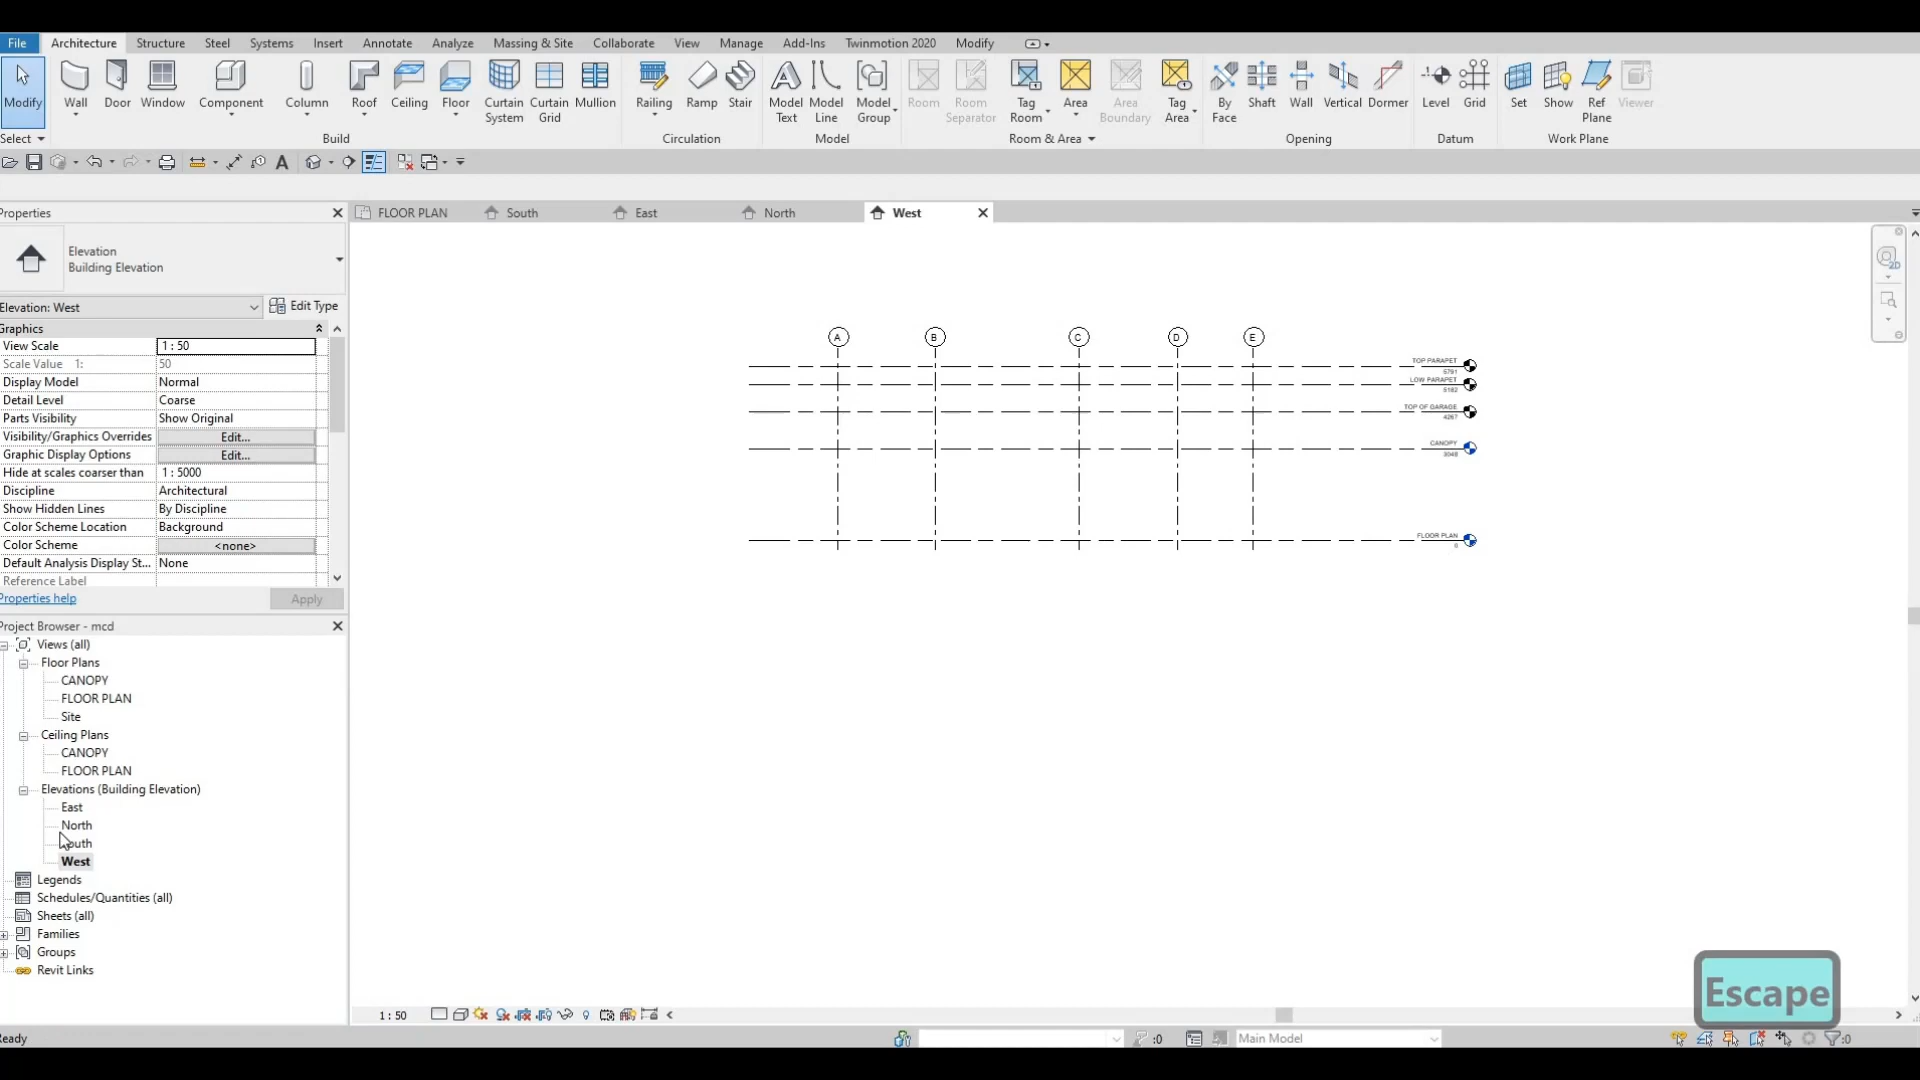 File Architecture Structure Steel Systems Insert Annotate Analyze Massing & Site Collaborate View Manage Add-Ins Twinmotion 2020 Modify
Modify Wall Door Window Component Column Roof Ceiling Floor Curtain System Curtain Grid Mullion Railing Ramp Stair Model Text Model Line Model Group Room Room Separator Tag Room Area Area Boundary Tag Area By Face Shaft Wall Vertical Dormer Level Grid Set Show Ref Plane Viewer
Select Build Circulation Model Room & Area Opening Datum Work Plane
Properties
FLOOR PLAN South East North West
Elevation
Building Elevation
Elevation: West Edit Type
Graphics
View Scale 1 : 50
Scale Value 1: 50
Display Model Normal
Detail Level Coarse
Parts Visibility Show Original
Visibility/Graphics Overrides Edit...
Graphic Display Options Edit...
Hide at scales coarser than 1 : 5000
Discipline Architectural
Show Hidden Lines By Discipline
Color Scheme Location Background
Color Scheme <none>
Default Analysis Display St... None
Reference Label
Properties help Apply
A B C D E
TOP PARAPET
5791
LOW PARAPET
5182
TOP OF GARAGE
4267
CANOPY
3048
FLOOR PLAN
0
Project Browser - mcd
Views (all)
Floor Plans
CANOPY
FLOOR PLAN
Site
Ceiling Plans
CANOPY
FLOOR PLAN
Elevations (Building Elevation)
East
North
outh
West
Legends
Schedules/Quantities (all)
Sheets (all)
Families
Groups
Revit Links
Escape
1 : 50
Ready :0 Main Model :0